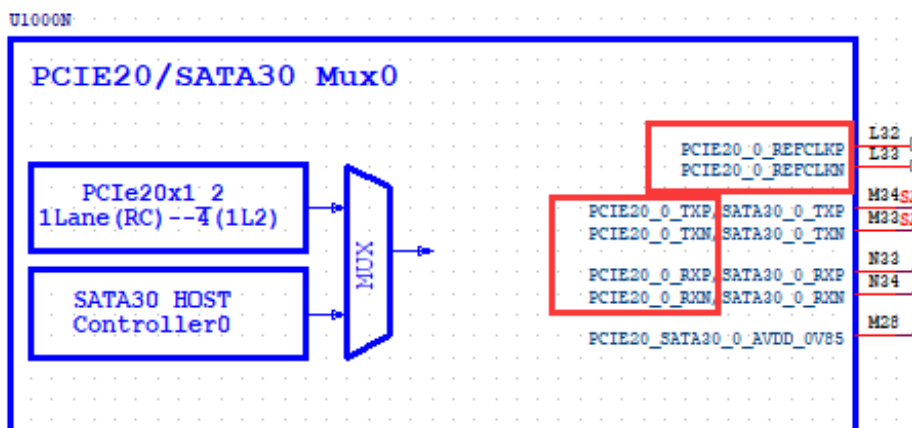 U1000N
PCIE20/SATA30 Mux0
PCIe20x1_2
1Lane(RC)--4(1L2)
MUX
SATA30 HOST
Controller0
PCIE20_0_REFCLKP
PCIE20_0_REFCLKN
PCIE20_0_TXP/SATA30_0_TXP
PCIE20_0_TXN/SATA30_0_TXN
PCIE20_0_RXP/SATA30_0_RXP
PCIE20_0_RXN/SATA30_0_RXN
PCIE20_SATA30_0_AVDD_0V85
L32
L33
M34
M33
N33
N34
M28